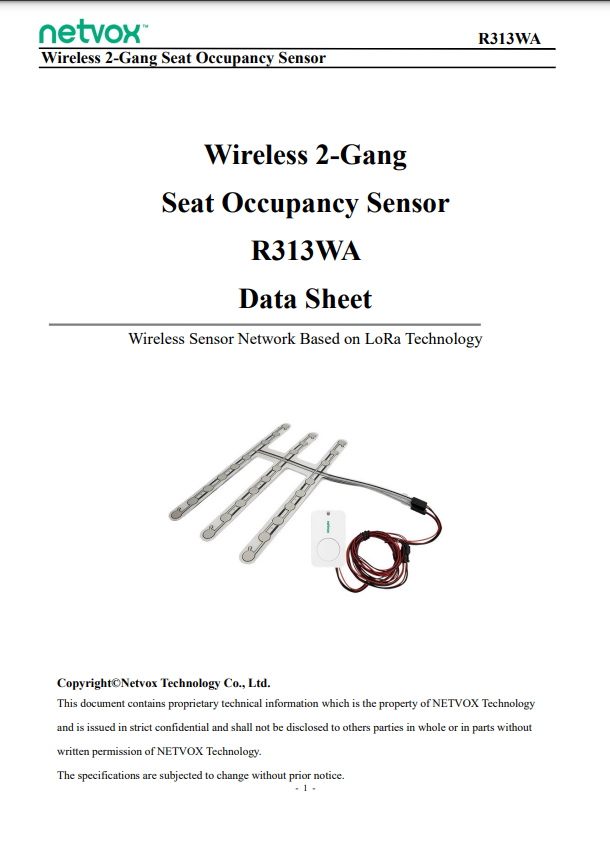 netvox™
R313WA
Wireless 2-Gang Seat Occupancy Sensor
Wireless 2-Gang
Seat Occupancy Sensor
R313WA
Data Sheet
Wireless Sensor Network Based on LoRa Technology
netvox
Copyright©Netvox Technology Co., Ltd.
This document contains proprietary technical information which is the property of NETVOX Technology
and is issued in strict confidential and shall not be disclosed to others parties in whole or in parts without
written permission of NETVOX Technology.
The specifications are subjected to change without prior notice.
- 1 -